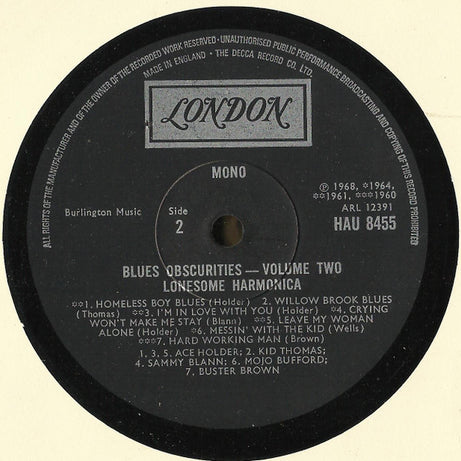 ALL RIGHTS OF THE MANUFACTURER AND OF THE OWNER OF THE RECORDED WORK RESERVED · UNAUTHORISED PUBLIC PERFORMANCE BROADCASTING AND COPYING OF THIS RECORD PROHIBITED
MADE IN ENGLAND · THE DECCA RECORD CO. LTD.
LONDON
MONO
Burlington Music
Side
2
Ⓟ 1968, *1964,
**1961, ***1960
ARL 12391
HAU 8455
BLUES OBSCURITIES — VOLUME TWO
LONESOME HARMONICA
**1. HOMELESS BOY BLUES (Holder) 2. WILLOW BROOK BLUES
(Thomas) **3. I'M IN LOVE WITH YOU (Holder) *4. CRYING
WON'T MAKE ME STAY (Blann) **5. LEAVE MY WOMAN
ALONE (Holder) *6. MESSIN' WITH THE KID (Wells)
***7. HARD WORKING MAN (Brown)
1, 3, 5. ACE HOLDER; 2. KID THOMAS;
4. SAMMY BLANN; 6. MOJO BUFFORD;
7. BUSTER BROWN